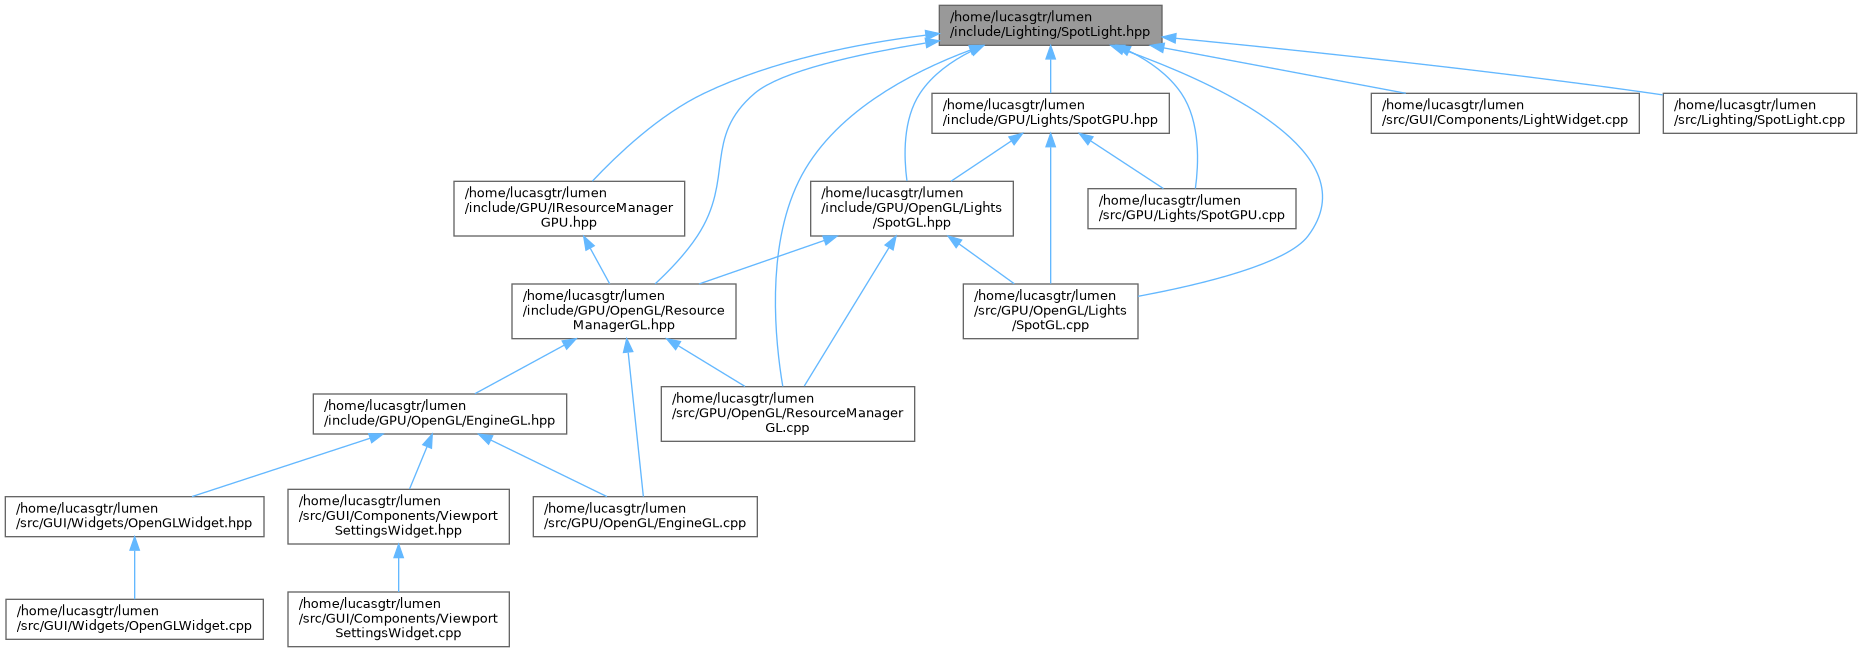 /home/lucasgtr/lumen
/include/Lighting/SpotLight.hpp
/home/lucasgtr/lumen
/include/GPU/Lights/SpotGPU.hpp
/home/lucasgtr/lumen
/src/GUI/Components/LightWidget.cpp
/home/lucasgtr/lumen
/src/Lighting/SpotLight.cpp
/home/lucasgtr/lumen
/include/GPU/IResourceManager
GPU.hpp
/home/lucasgtr/lumen
/include/GPU/OpenGL/Lights
/SpotGL.hpp
/home/lucasgtr/lumen
/src/GPU/Lights/SpotGPU.cpp
/home/lucasgtr/lumen
/include/GPU/OpenGL/Resource
ManagerGL.hpp
/home/lucasgtr/lumen
/src/GPU/OpenGL/Lights
/SpotGL.cpp
/home/lucasgtr/lumen
/include/GPU/OpenGL/EngineGL.hpp
/home/lucasgtr/lumen
/src/GPU/OpenGL/ResourceManager
GL.cpp
/home/lucasgtr/lumen
/src/GUI/Widgets/OpenGLWidget.hpp
/home/lucasgtr/lumen
/src/GUI/Components/Viewport
SettingsWidget.hpp
/home/lucasgtr/lumen
/src/GPU/OpenGL/EngineGL.cpp
/home/lucasgtr/lumen
/src/GUI/Widgets/OpenGLWidget.cpp
/home/lucasgtr/lumen
/src/GUI/Components/Viewport
SettingsWidget.cpp